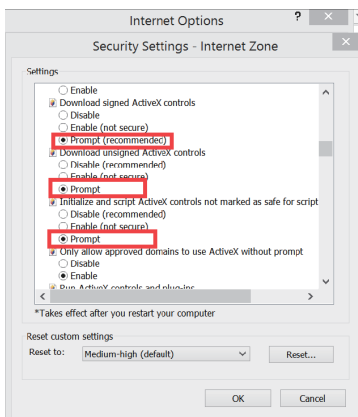 Internet Options
?
Security Settings - Internet Zone
Settings
Enable
Download signed ActiveX controls
Disable
Enable (not secure)
Prompt (recommended)
Download unsigned ActiveX controls
Disable (recommended)
Enable (not secure)
Prompt
Initialize and script ActiveX controls not marked as safe for script
Disable (recommended)
Enable (not secure)
Prompt
Only allow approved domains to use ActiveX without prompt
Disable
Enable
Run ActiveX controls and plug-ins
*Takes effect after you restart your computer
Reset custom settings
Reset to: Medium-high (default) Reset...
OK Cancel